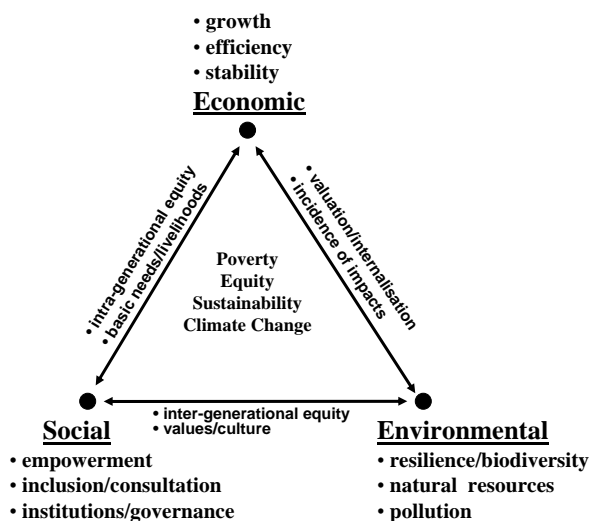 • growth
• efficiency
• stability
Economic
• intra-generational equity
• basic needs/livelihoods
• valuation/internalisation
• incidence of impacts
Poverty
Equity
Sustainability
Climate Change
• inter-generational equity
• values/culture
Social
• empowerment
• inclusion/consultation
• institutions/governance
Environmental
• resilience/biodiversity
• natural resources
• pollution